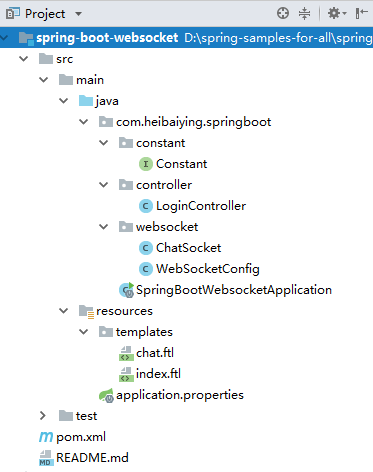 Project
spring-boot-websocket D:\spring-samples-for-all\spring
src
main
java
com.heibaiying.springboot
constant
I Constant
controller
C LoginController
websocket
C ChatSocket
C WebSocketConfig
C SpringBootWebsocketApplication
resources
templates
chat.ftl
index.ftl
application.properties
test
m pom.xml
MD README.md